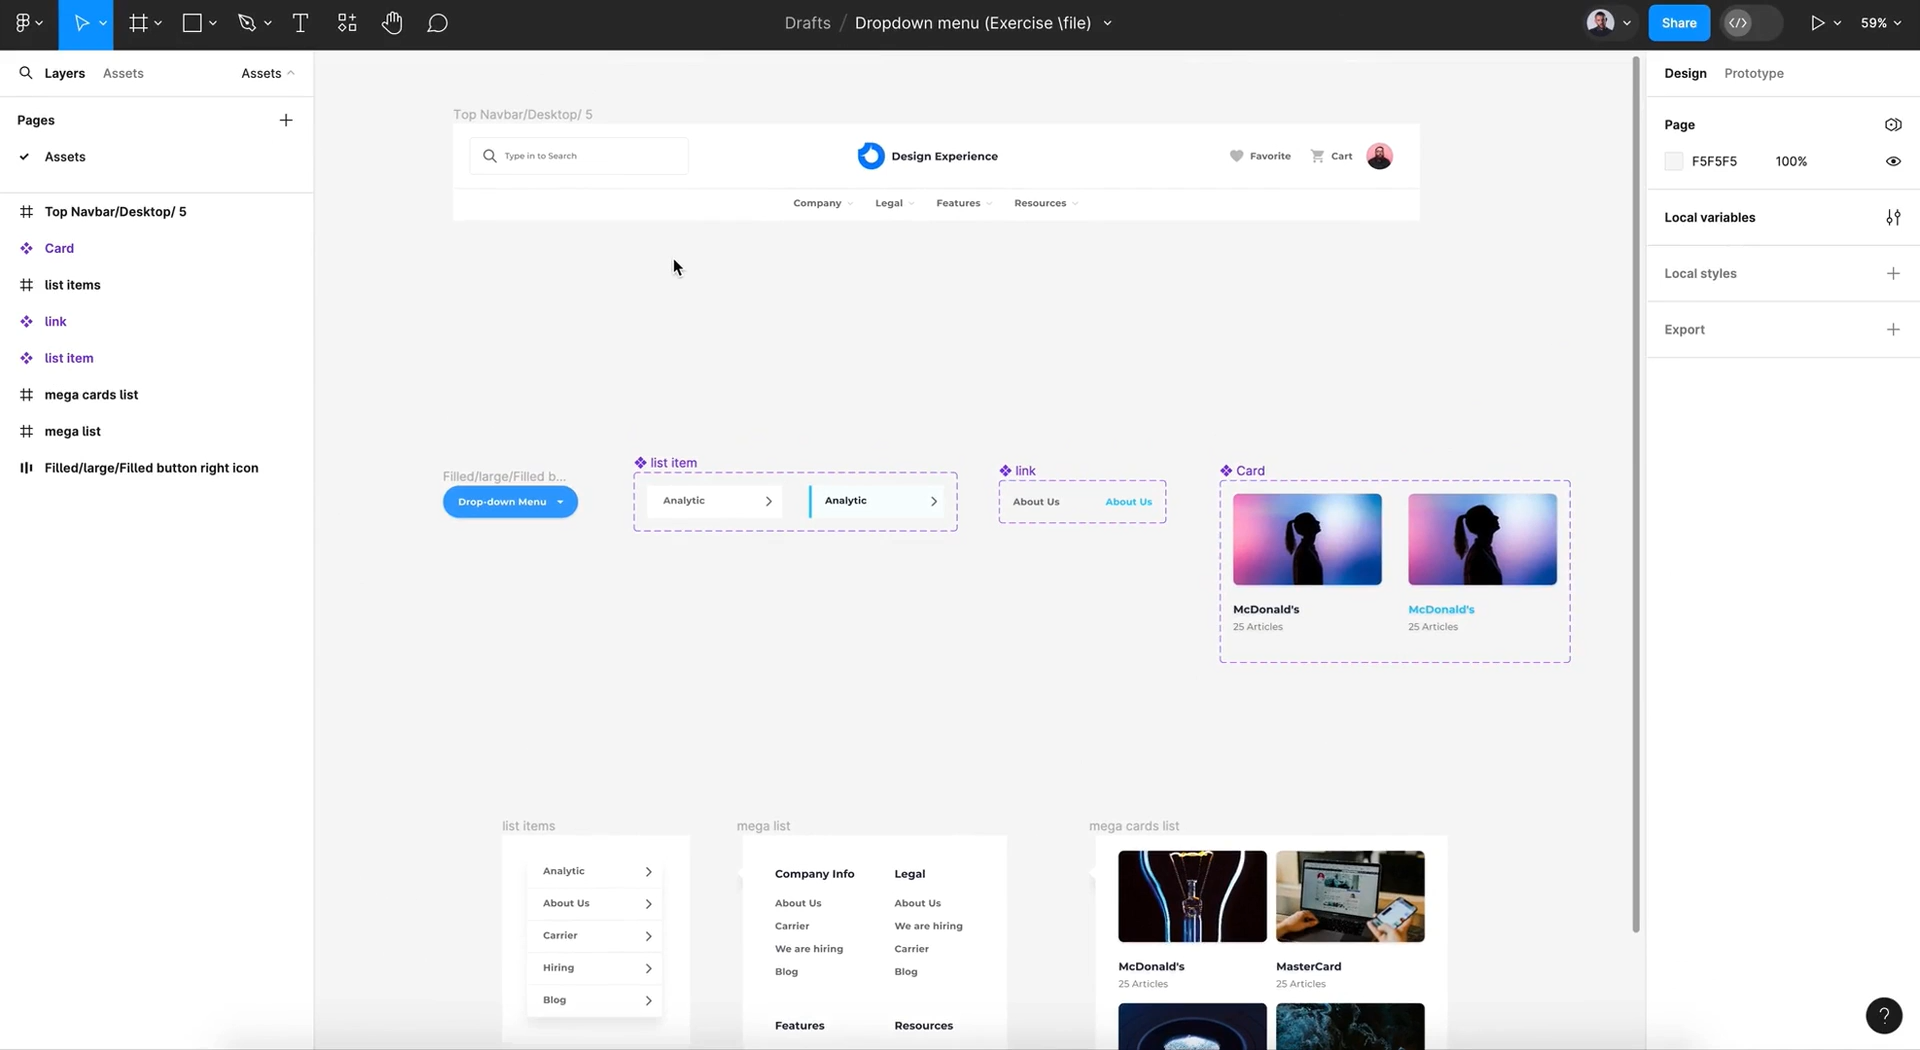 Drafts / Dropdown menu (Exercise \file)
Share
</>
59%
Layers
Assets
Assets
Pages
Assets
Top Navbar/Desktop/ 5
Card
list items
link
list item
mega cards list
mega list
Filled/large/Filled button right icon
Top Navbar/Desktop/ 5
Type in to Search
Design Experience
Favorite
Cart
Company
Legal
Features
Resources
Filled/large/Filled b...
Drop-down Menu
list item
Analytic
Analytic
link
About Us
About Us
Card
McDonald's
25 Articles
McDonald's
25 Articles
list items
Analytic
About Us
Carrier
Hiring
Blog
mega list
Company Info
About Us
Carrier
We are hiring
Blog
Legal
About Us
We are hiring
Carrier
Blog
Features
Resources
mega cards list
McDonald's
25 Articles
MasterCard
25 Articles
Design
Prototype
Page
F5F5F5
100%
Local variables
Local styles
Export
?